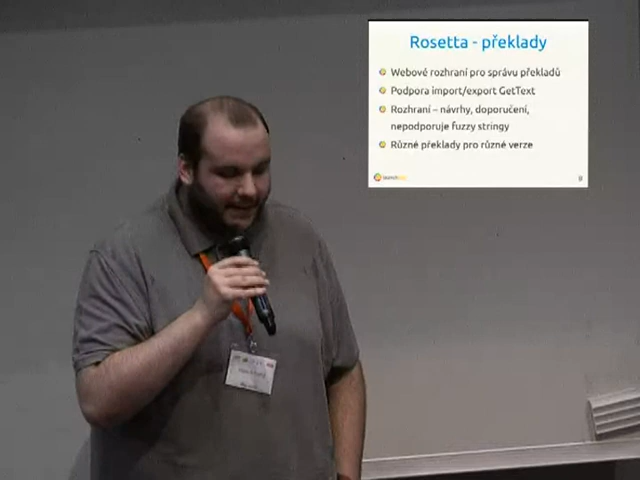 Rosetta - překlady
Webové rozhraní pro správu překladů
Podpora import/export GetText
Rozhraní – návrhy, doporučení,
nepodporuje fuzzy stringy
Různé překlady pro různé verze